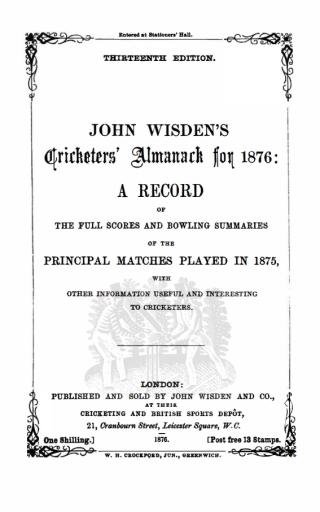 Entered at Stationers' Hall.
THIRTEENTH EDITION.
JOHN WISDEN'S
Cricketers' Almanack for 1876:
A RECORD
OF
THE FULL SCORES AND BOWLING SUMMARIES
OF THE
PRINCIPAL MATCHES PLAYED IN 1875,
WITH
OTHER INFORMATION USEFUL AND INTERESTING
TO CRICKETERS.
LONDON:
PUBLISHED AND SOLD BY JOHN WISDEN AND CO.,
AT THEIR
CRICKETING AND BRITISH SPORTS DEPÔT,
21, Cranbourn Street, Leicester Square, W.C.
One Shilling.] 1876. [Post free 13 Stamps.
W. H. CROCKFORD, JUN., GREENWICH.